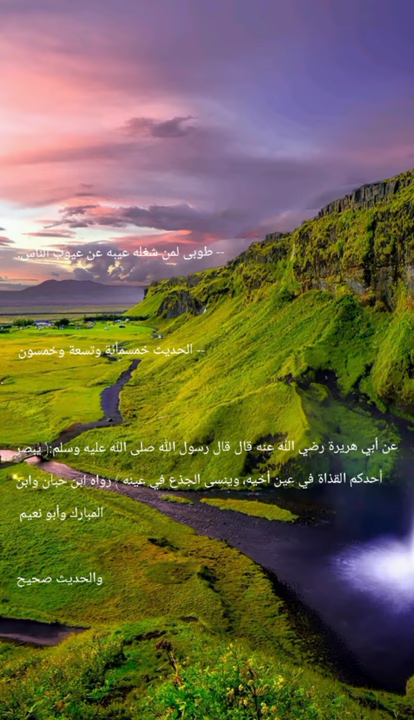 -- طوبى لمن شغله عيبه عن عيوب الناس..
-- الحديث خمسمائة وتسعة وخمسون
عن أبي هريرة رضي الله عنه قال قال رسول الله صلى الله عليه وسلم:( يبصر
أحدكم القذاة في عين أخيه، وينسى الجذع في عينه ) رواه ابن حبان وابن
المبارك وأبو نعيم
والحديث صحيح